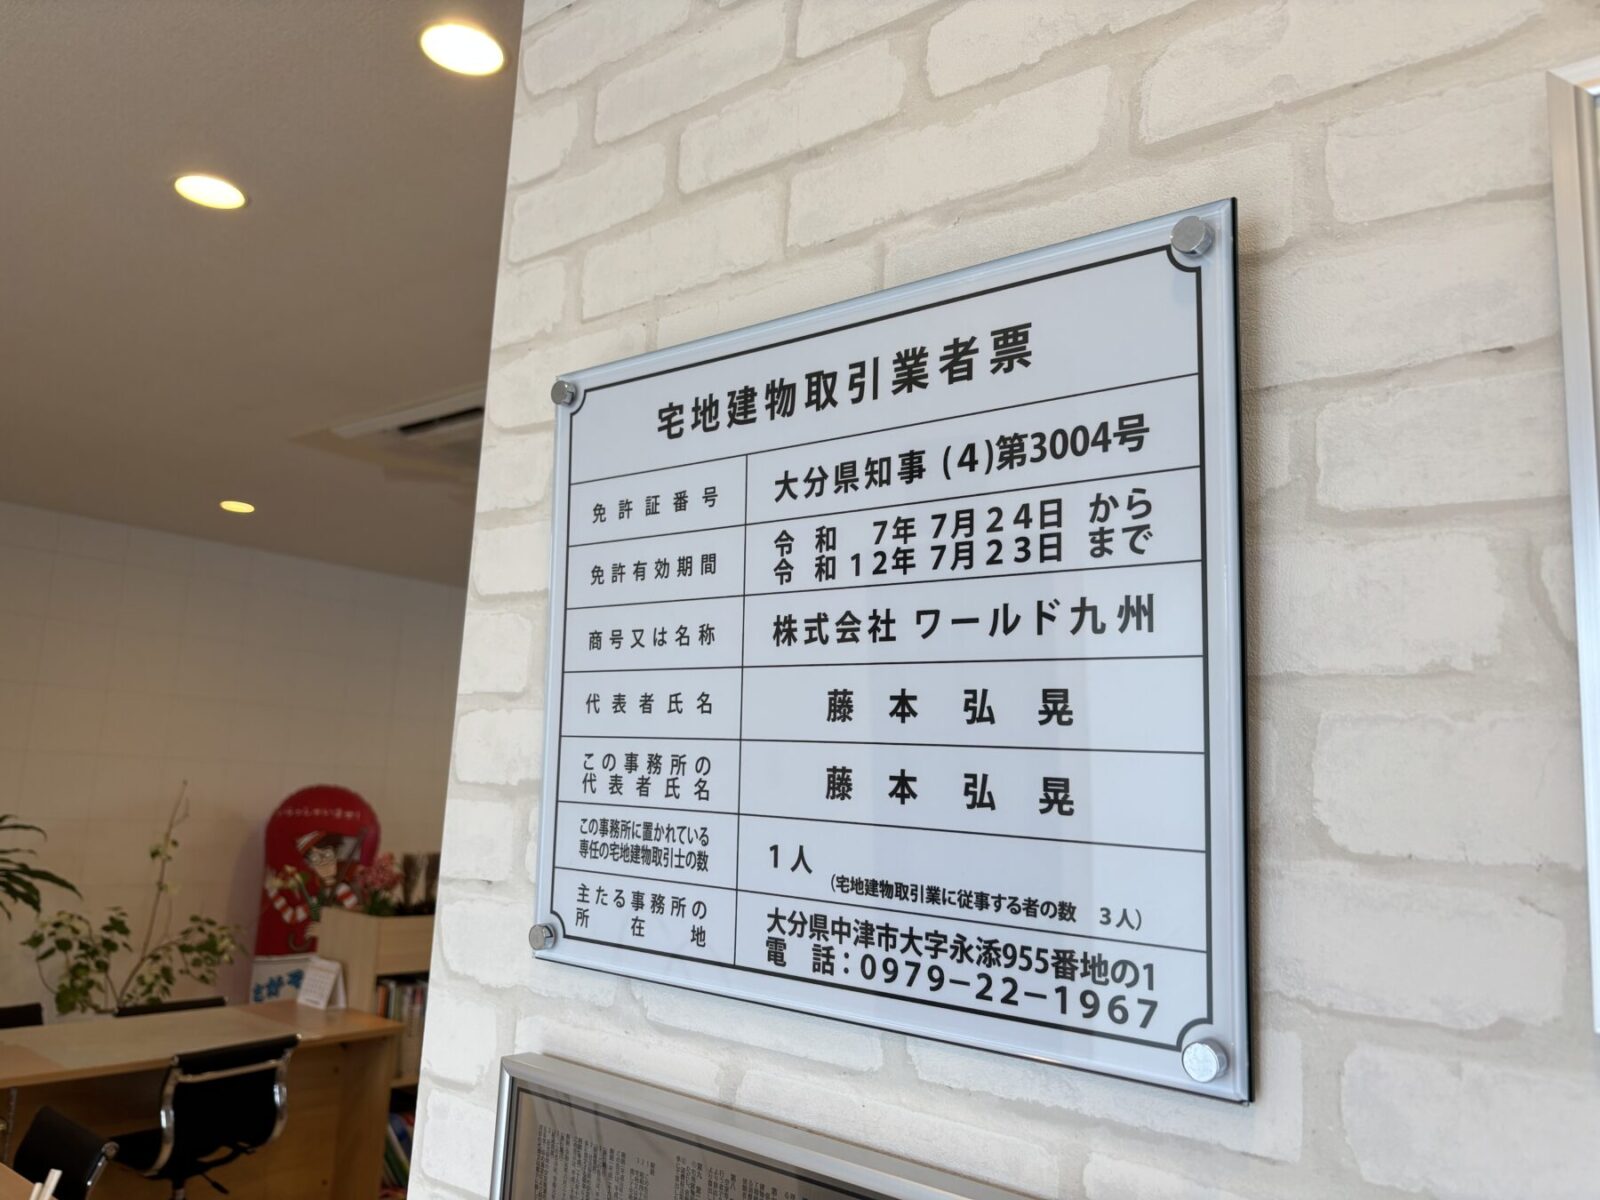 宅地建物取引業者票
免許証番号
大分県知事 (4)第3004号
免許有効期間
令和 7年 7月24日 から
令和 12年 7月23日 まで
商号又は名称
株式会社 ワールド九州
代表者氏名
藤本弘晃
この事務所の
代表者氏名
藤本弘晃
この事務所に置かれている
専任の宅地建物取引士の数
1人
(宅地建物取引業に従事する者の数 3人)
主たる事務所の
所在地
大分県中津市大字永添955番地の1
電話:0979-22-1967
いらっしゃいませ!